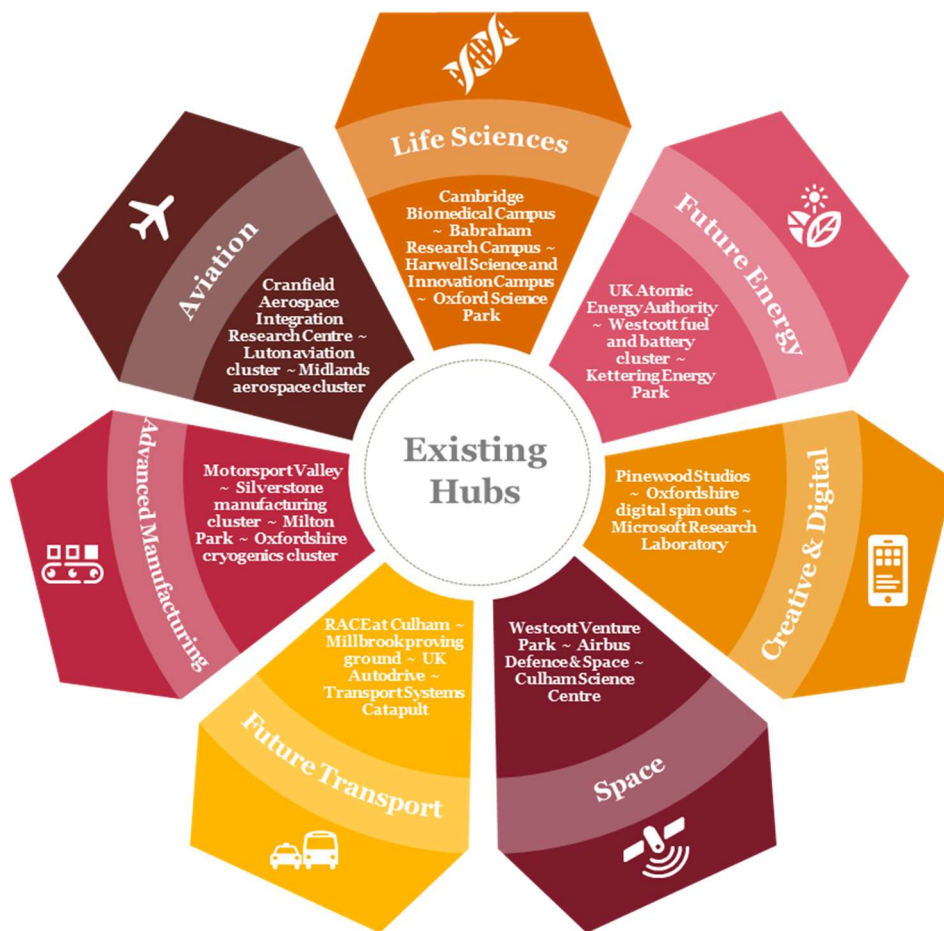 Life Sciences
Cambridge
Biomedical Campus
~ Babraham
Research Campus ~
Harwell Science and
Innovation Campus
~ Oxford Science
Park
Future Energy
UK Atomic
Energy Authority
~ Westcott fuel
and battery
cluster ~
Kettering Energy
Park
Creative & Digital
Pinewood Studios
~ Oxfordshire
digital spin outs ~
Microsoft Research
Laboratory
Space
Westcott Venture
Park ~ Airbus
Defence & Space ~
Culham Science
Centre
Future Transport
RACE at Culham ~
Millbrook proving
ground ~ UK
Autodrive ~
Transport Systems
Catapult
Advanced Manufacturing
Motorsport Valley
~ Silverstone
manufacturing
cluster ~ Milton
Park ~ Oxfordshire
cryogenics cluster
Aviation
Cranfield
Aerospace
Integration
Research Centre ~
Luton aviation
cluster ~ Midlands
aerospace cluster
Existing
Hubs